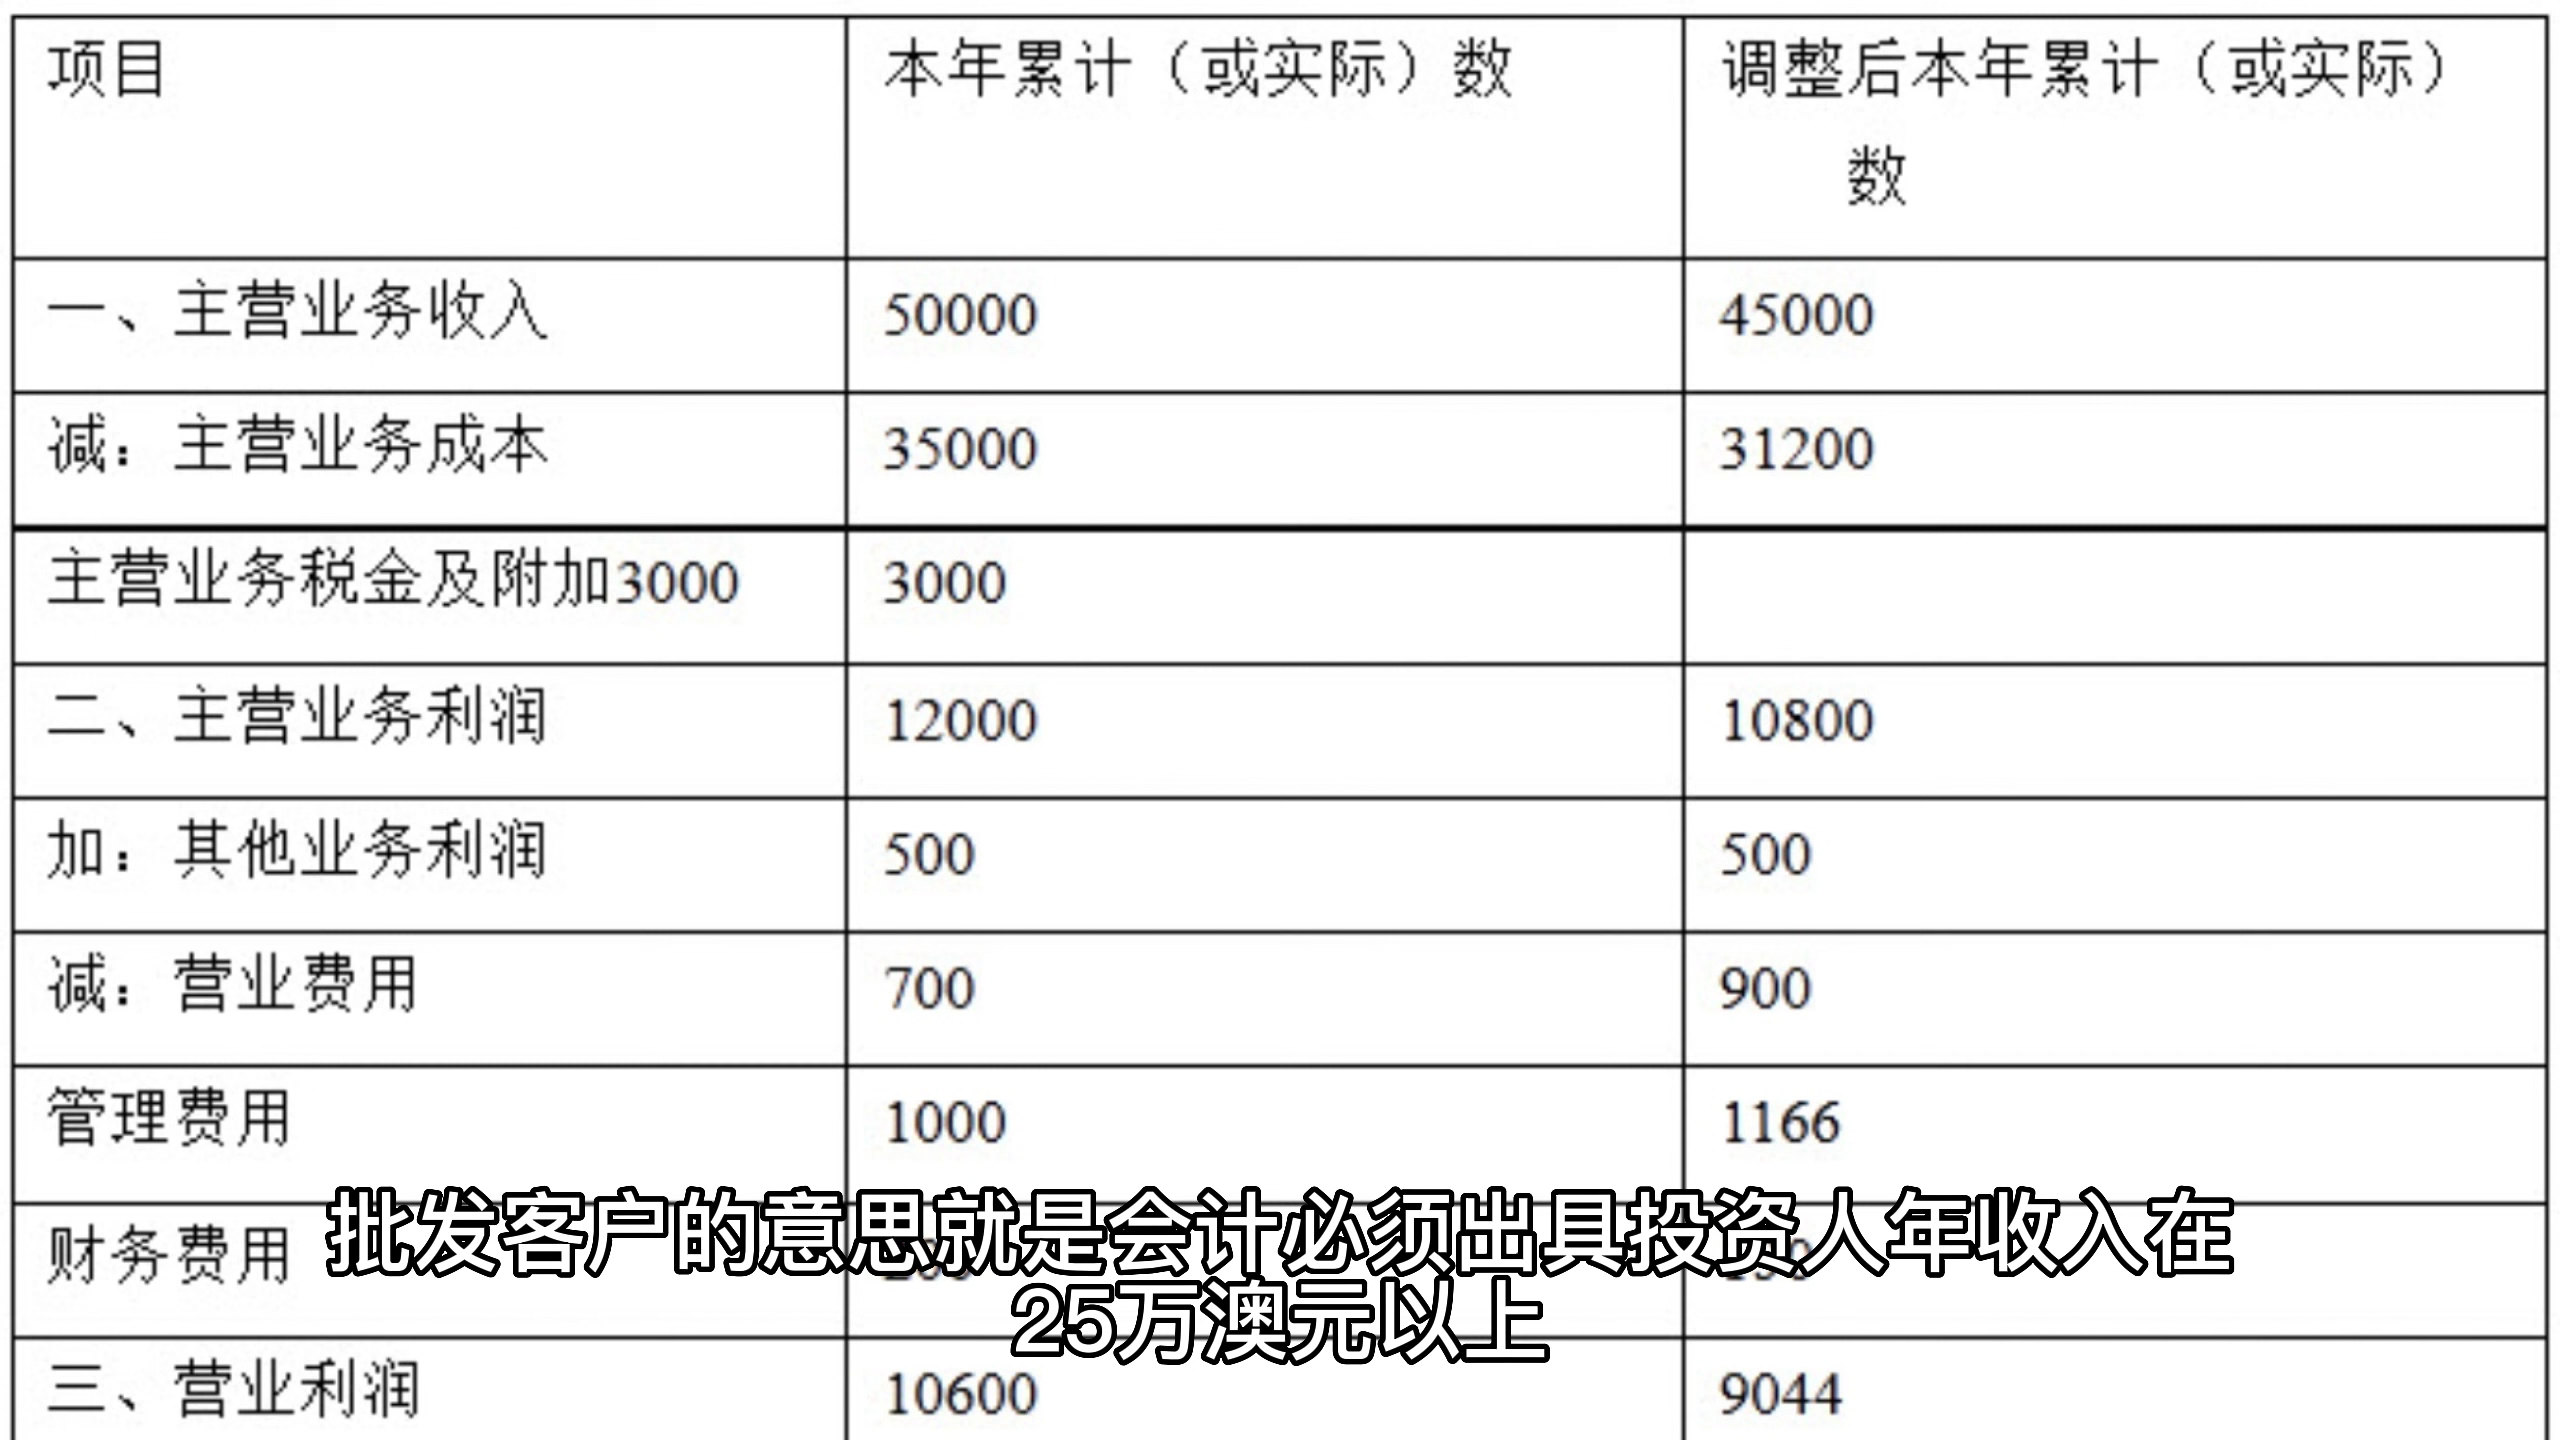 项目 本年累计（或实际）数 调整后本年累计（或实际）
数
一、主营业务收入 50000 45000
减：主营业务成本 35000 31200
主营业务税金及附加3000 3000
二、主营业务利润 12000 10800
加：其他业务利润 500 500
减：营业费用 700 900
管理费用 1000 1166
财务费用
批发客户的意思就是会计必须出具投资人年收入在
25万澳元以上
三、营业利润 10600 9044